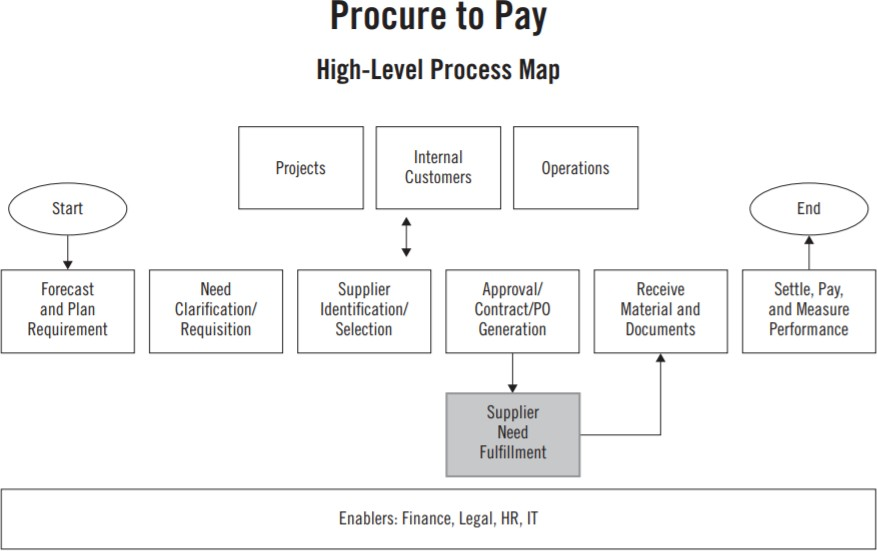 Procure to Pay
High-Level Process Map
Projects
Internal
Customers
Operations
Start
End
Forecast
and Plan
Requirement
Need
Clarification/
Requisition
Supplier
Identification/
Selection
Approval/
Contract/PO
Generation
Receive
Material and
Documents
Settle, Pay,
and Measure
Performance
Supplier
Need
Fulfillment
Enablers: Finance, Legal, HR, IT